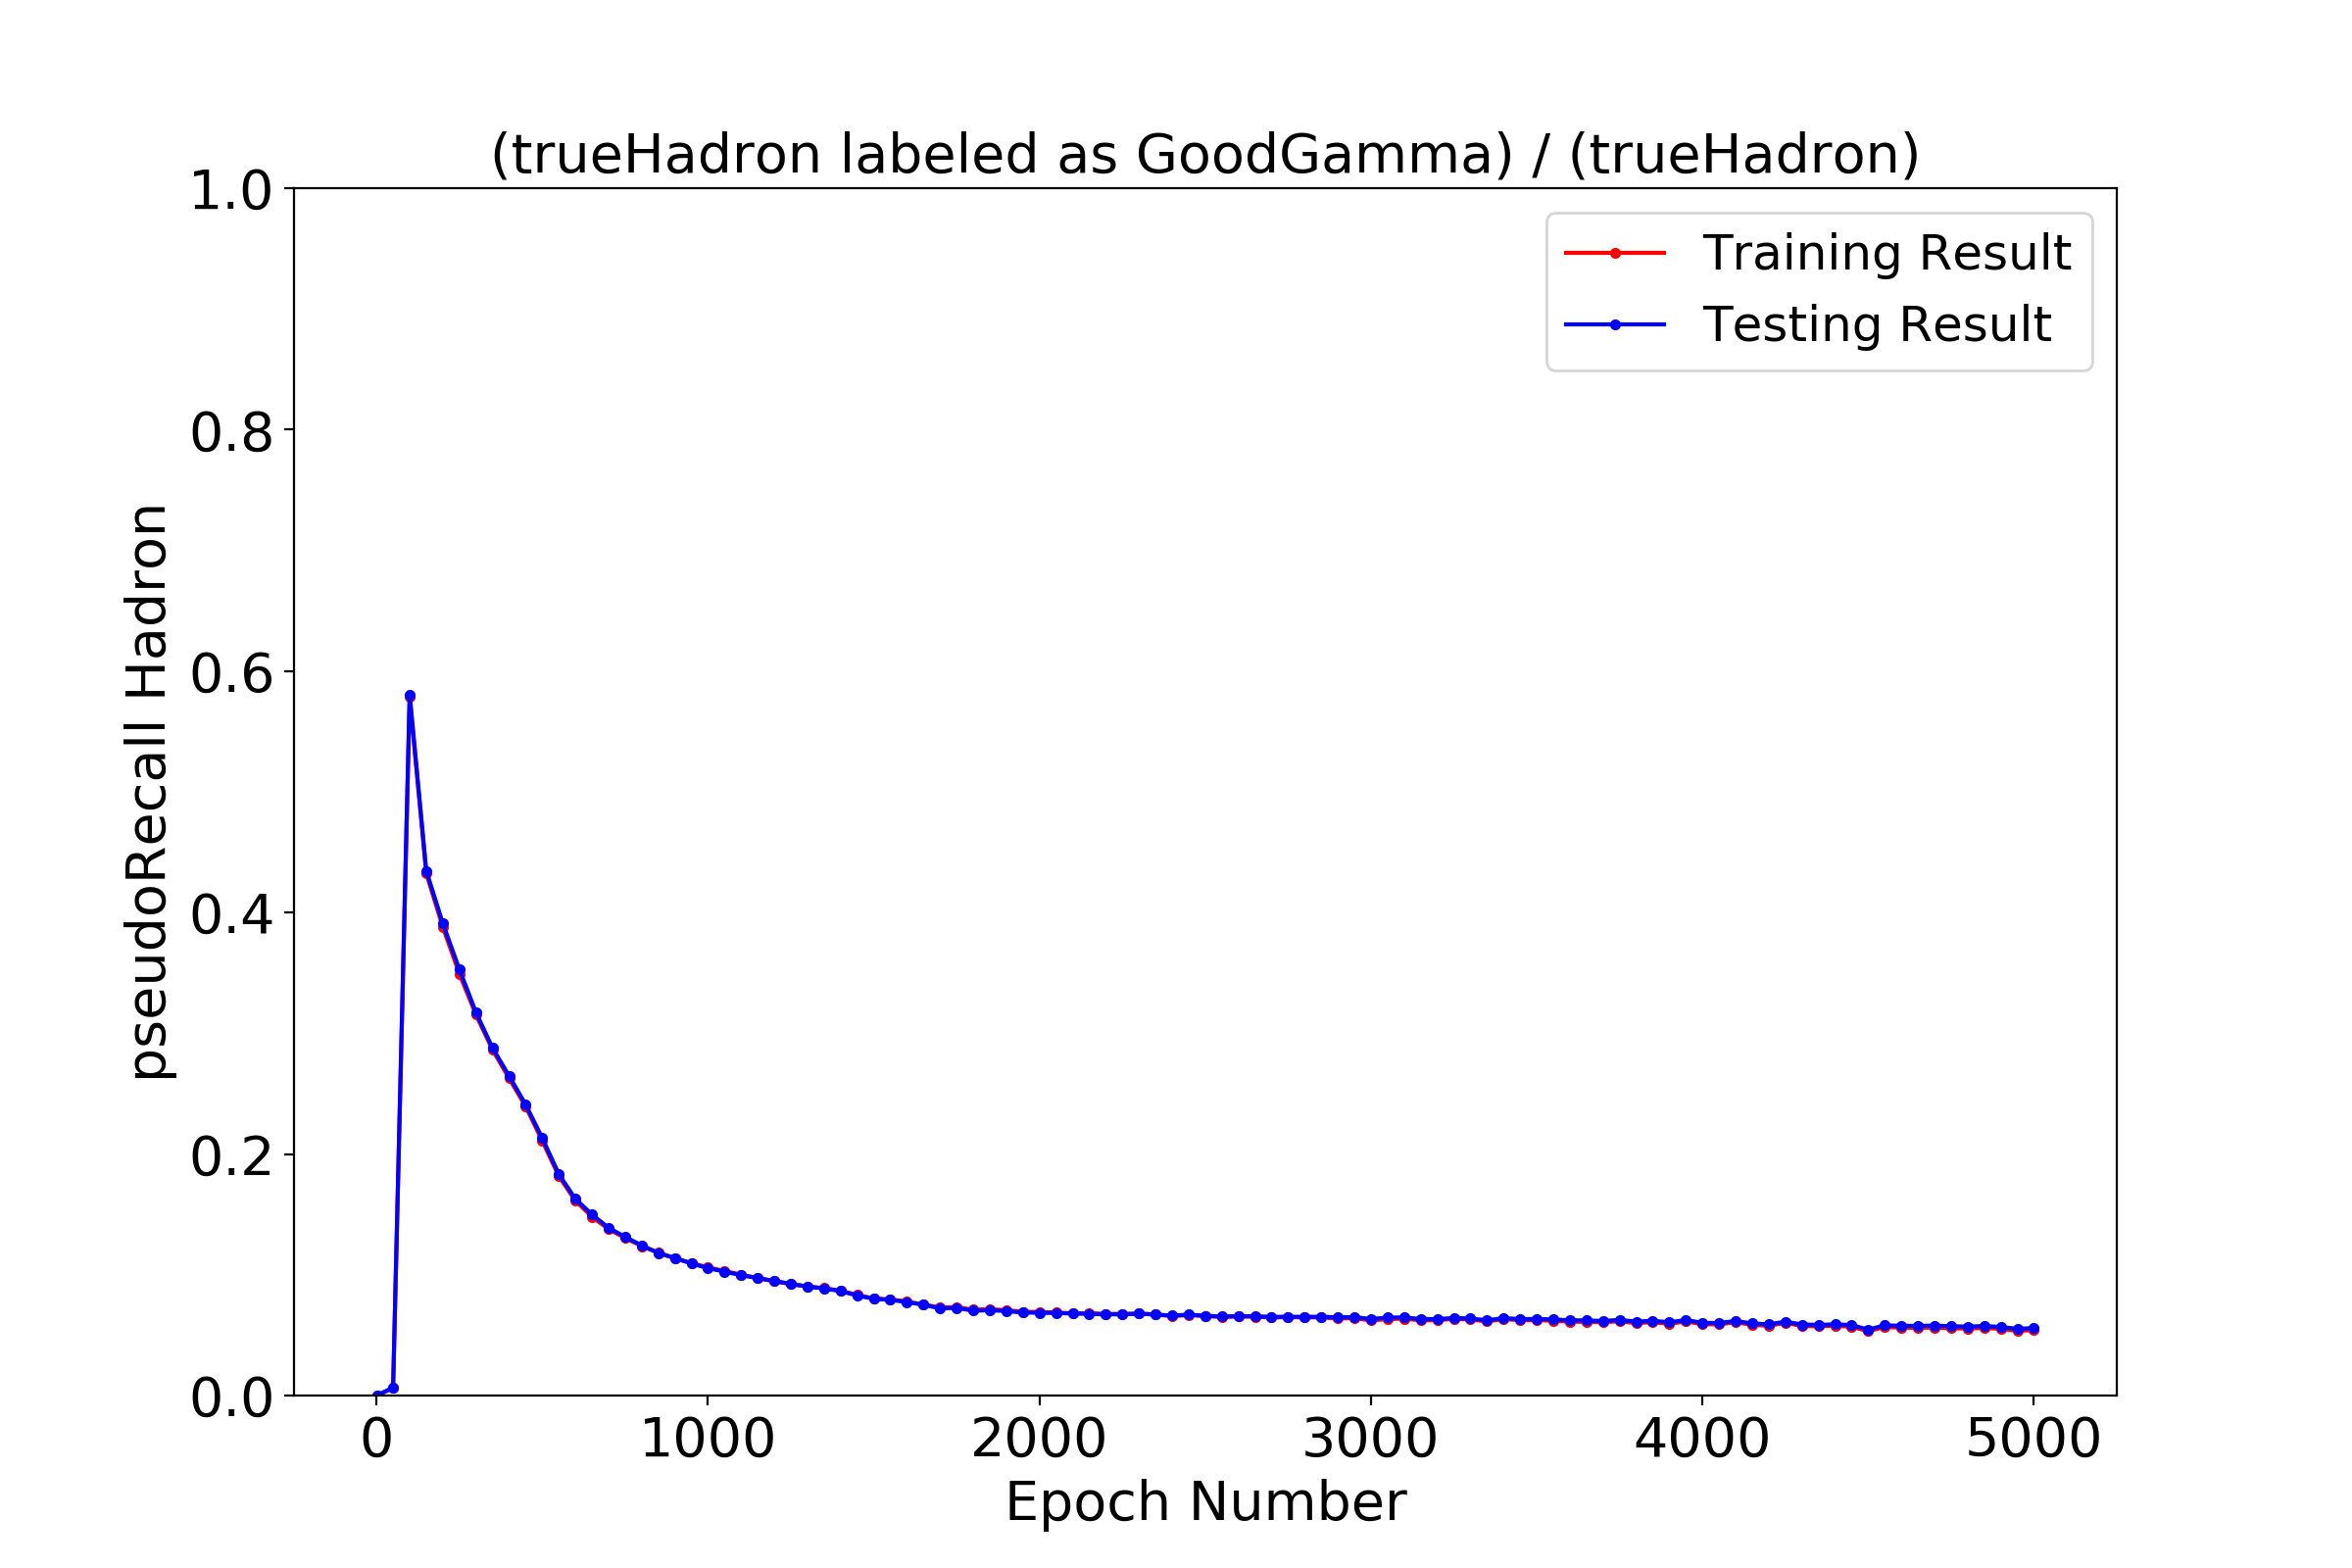 (trueHadron labeled as GoodGamma) / (trueHadron)
1.0
0.8
0.6
0.4
0.2
0.0
pseudoRecall Hadron
Training Result
Testing Result
0 1000 2000 3000 4000 5000
Epoch Number